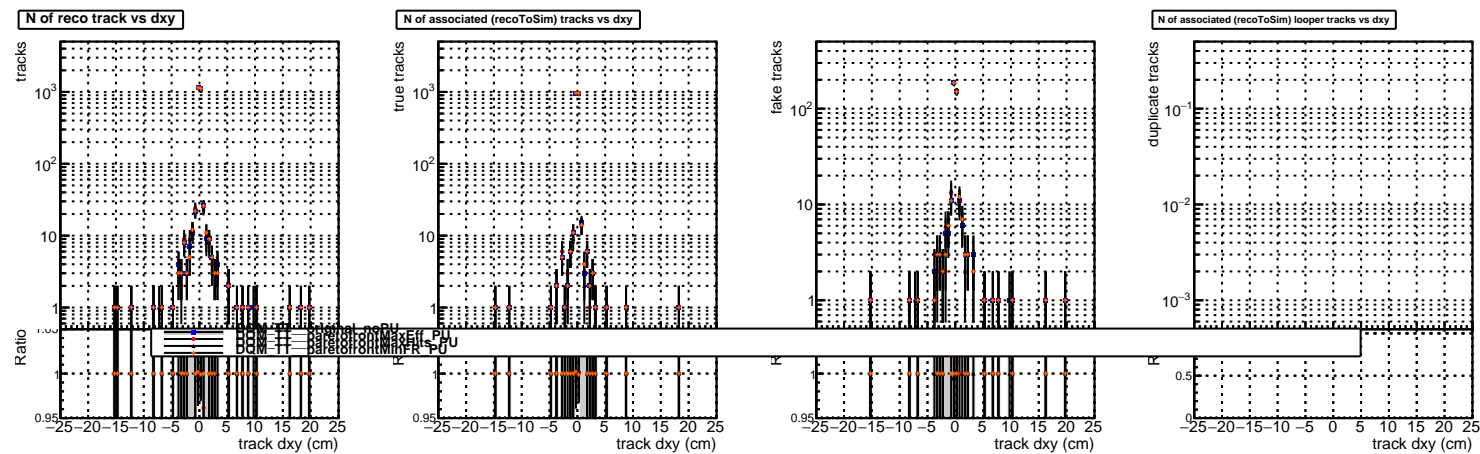 N of reco track vs dxy
tracks
10³
10²
10
1
Ratio
1
0.95
−25 −20 −15 −10 −5 0 5 10 15 20 25
track dxy (cm)
N of associated (recoToSim) tracks vs dxy
true tracks
10³
10²
10
1
1
0.95
−25 −20 −15 −10 −5 0 5 10 15 20 25
track dxy (cm)
fake tracks
10²
10
1
1
0.95
−25 −20 −15 −10 −5 0 5 10 15 20 25
track dxy (cm)
N of associated (recoToSim) looper tracks vs dxy
duplicate tracks
10⁻¹
10⁻²
10⁻³
0.5
0
−25 −20 −15 −10 −5 0 5 10 15 20 25
track dxy (cm)